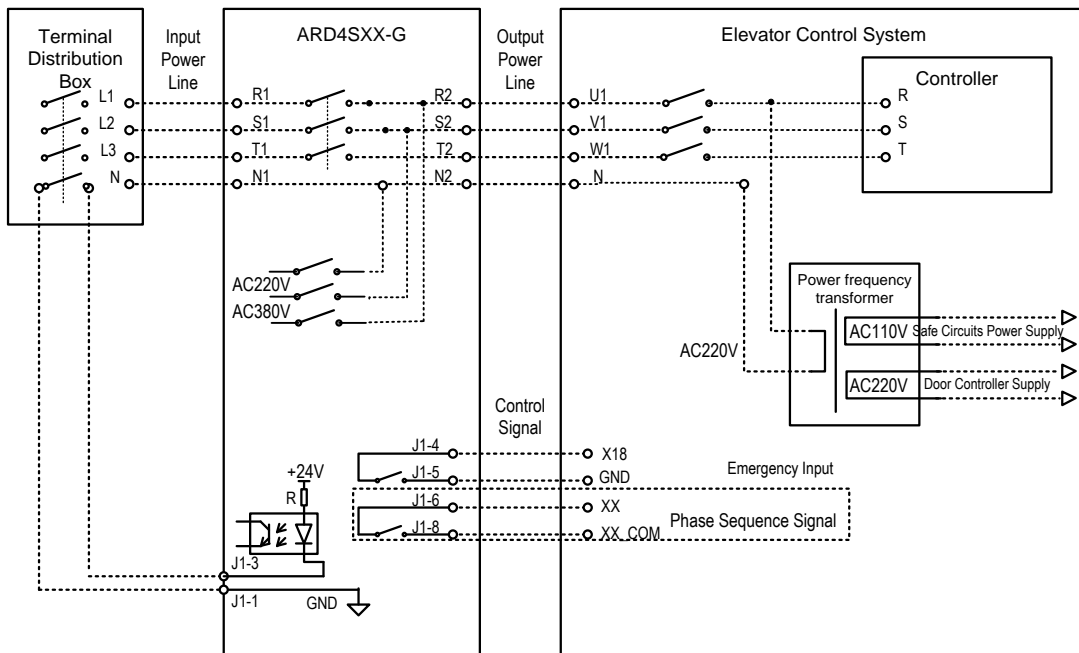 Terminal
Distribution
Box
Input
Power
Line
ARD4SXX-G
Output
Power
Line
Elevator Control System
Controller
L1
R1
R2
U1
R
L2
S1
S2
V1
S
L3
T1
T2
W1
T
N
N1
N2
N
AC220V
AC380V
Power frequency
transformer
AC220V
AC110V
Safe Circuits Power Supply
AC220V
Door Controller Supply
Control
Signal
J1-4
X18
J1-5
GND
Emergency Input
J1-6
XX
Phase Sequence Signal
J1-8
XX_COM
+24V
R
J1-3
J1-1
GND